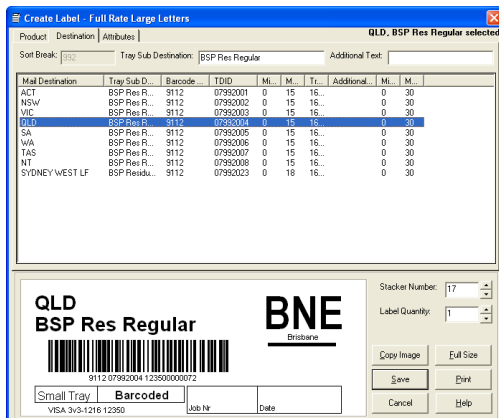 Create Label - Full Rate Large Letters
Product Destination Attributes QLD, BSP Res Regular selected
Sort Break: 992 Tray Sub Destination: BSP Res Regular Additional Text:
Mail Destination Tray Sub D... Barcode ... TDID Mi... M... Tr... Additional... Mi... M...
ACT BSP Res R... 9112 07992001 0 15 16... 0 30
NSW BSP Res R... 9112 07992002 0 15 16... 0 30
VIC BSP Res R... 9112 07992003 0 15 16... 0 30
QLD BSP Res R... 9112 07992004 0 15 16... 0 30
SA BSP Res R... 9112 07992005 0 15 16... 0 30
WA BSP Res R... 9112 07992006 0 15 16... 0 30
TAS BSP Res R... 9112 07992007 0 15 16... 0 30
NT BSP Res R... 9112 07992008 0 15 16... 0 30
SYDNEY WEST LF BSP Residu... 9112 07992023 0 18 16... 0 30
Stacker Number: 17
Label Quantity: 1
QLD
BSP Res Regular
BNE
Brisbane
9112 07992004 123500000072
Small Tray Barcoded
VISA 3v3-1216 12350 Job Nr Date
Copy Image Full Size
Save Print
Cancel Help